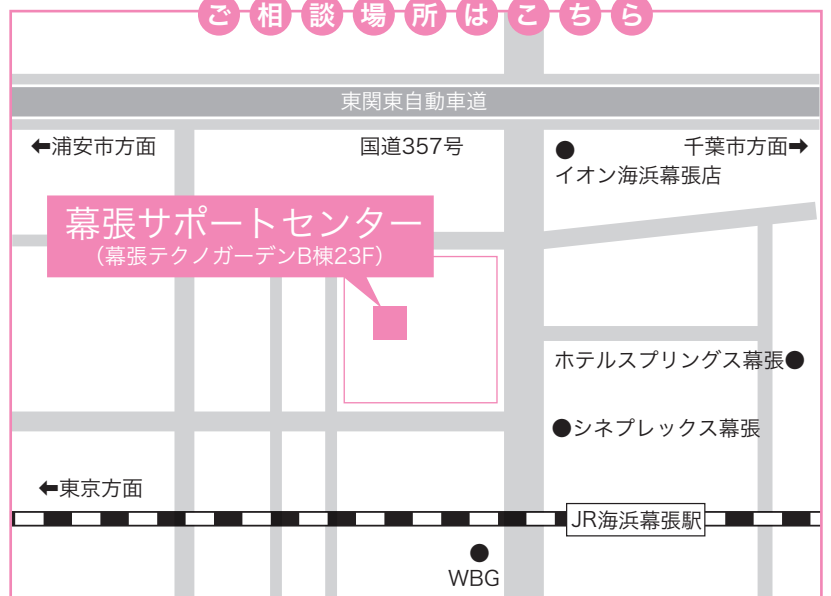 ご相談場所はこちら
東関東自動車道
⬅浦安市方面
国道357号
千葉市方面➡
●
イオン海浜幕張店
幕張サポートセンター
（幕張テクノガーデンB棟23F）
ホテルスプリングス幕張●
●シネプレックス幕張
⬅東京方面
JR海浜幕張駅
●
WBG